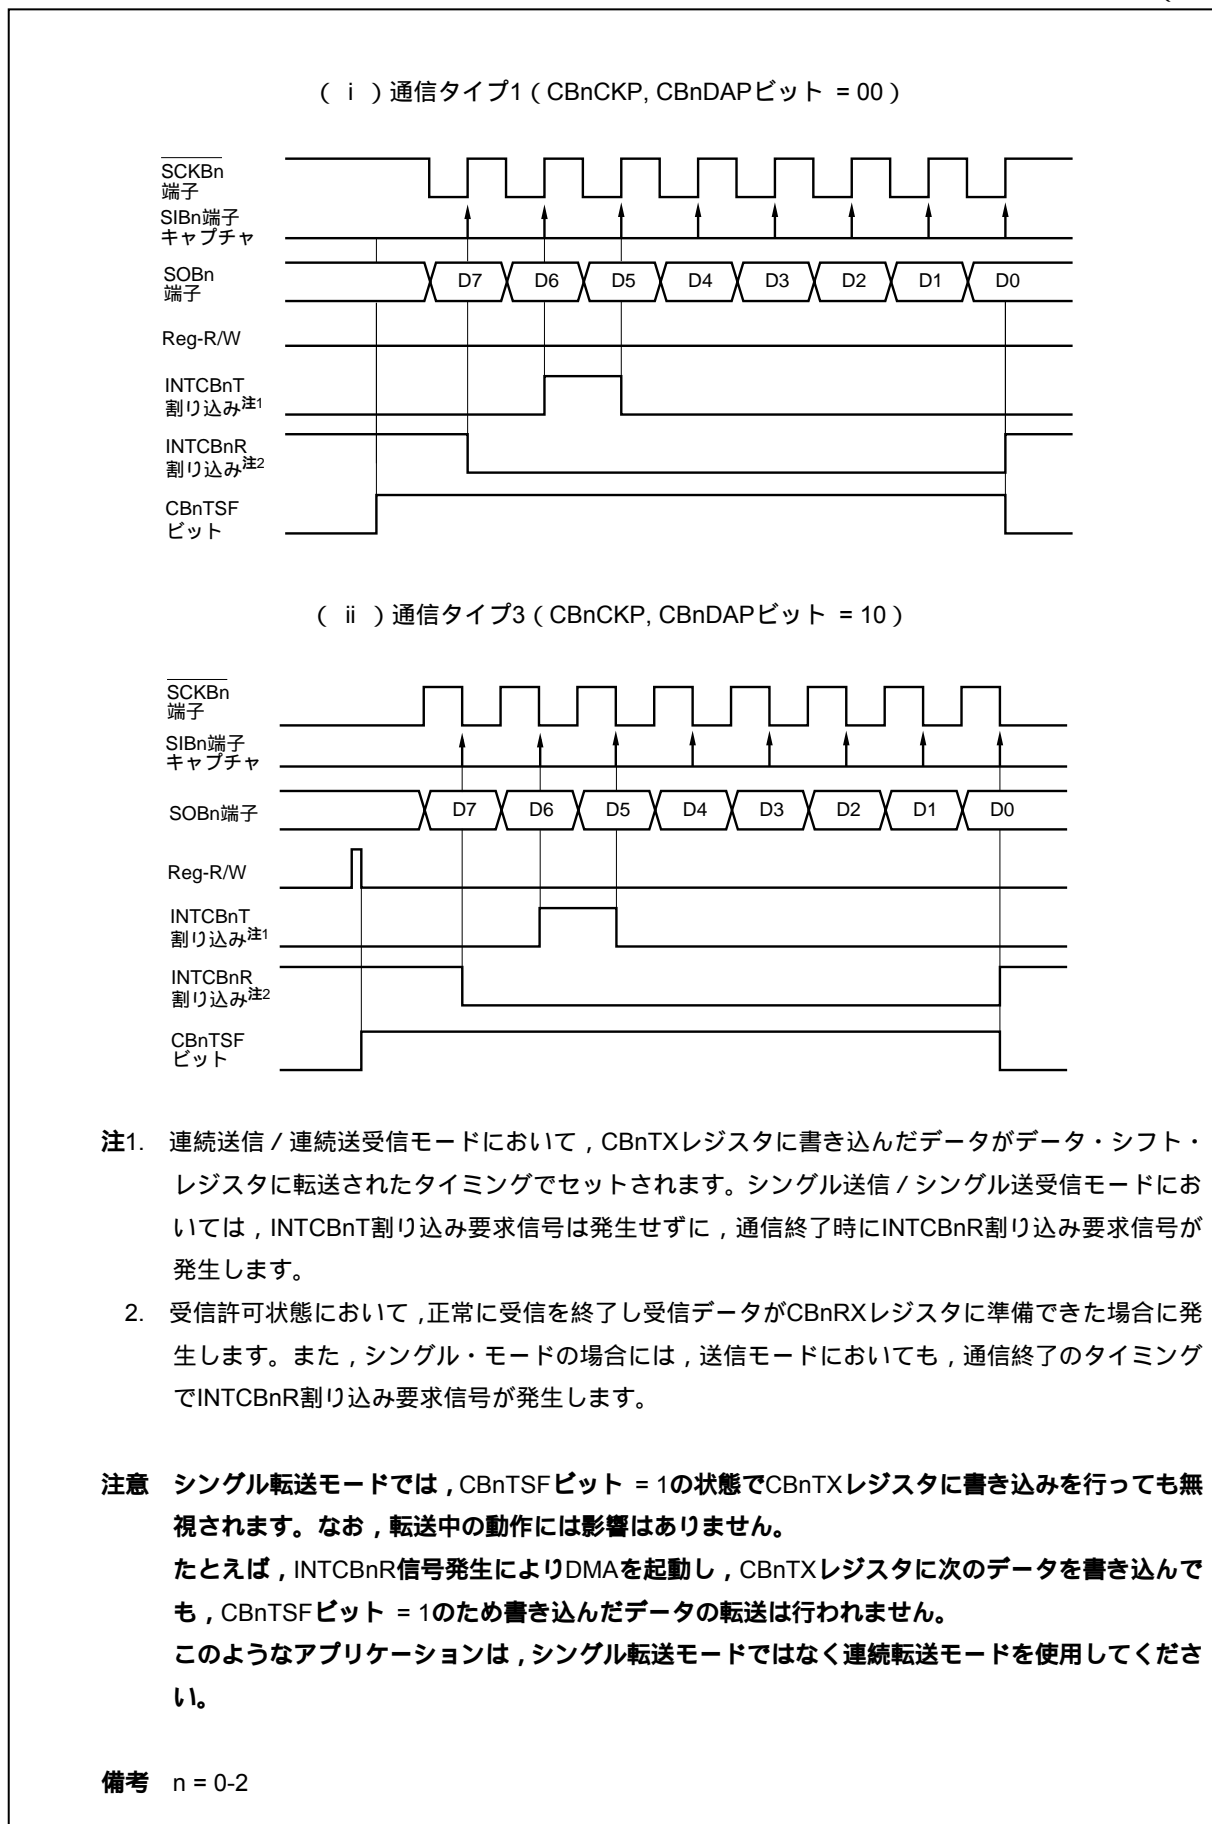 ( i )通信タイプ1(CBnCKP, CBnDAPビット = 00)
SCKBn
端子
SIBn端子
キャプチャ
SOBn
端子
D7 D6 D5 D4 D3 D2 D1 D0
Reg-R/W
INTCBnT
割り込み注1
INTCBnR
割り込み注2
CBnTSF
ビット
( ii )通信タイプ3(CBnCKP, CBnDAPビット = 10)
SCKBn
端子
SIBn端子
キャプチャ
SOBn端子
D7 D6 D5 D4 D3 D2 D1 D0
Reg-R/W
INTCBnT
割り込み注1
INTCBnR
割り込み注2
CBnTSF
ビット
注1. 連続送信/連続送受信モードにおいて,CBnTXレジスタに書き込んだデータがデータ・シフト・
レジスタに転送されたタイミングでセットされます。シングル送信/シングル送受信モードにお
いては,INTCBnT割り込み要求信号は発生せずに,通信終了時にINTCBnR割り込み要求信号が
発生します。
2. 受信許可状態において,正常に受信を終了し受信データがCBnRXレジスタに準備できた場合に発
生します。また,シングル・モードの場合には,送信モードにおいても,通信終了のタイミング
でINTCBnR割り込み要求信号が発生します。
注意 シングル転送モードでは,CBnTSFビット = 1の状態でCBnTXレジスタに書き込みを行っても無
視されます。なお,転送中の動作には影響はありません。
たとえば,INTCBnR信号発生によりDMAを起動し,CBnTXレジスタに次のデータを書き込んで
も,CBnTSFビット = 1のため書き込んだデータの転送は行われません。
このようなアプリケーションは,シングル転送モードではなく連続転送モードを使用してくださ
い。
備考 n = 0-2